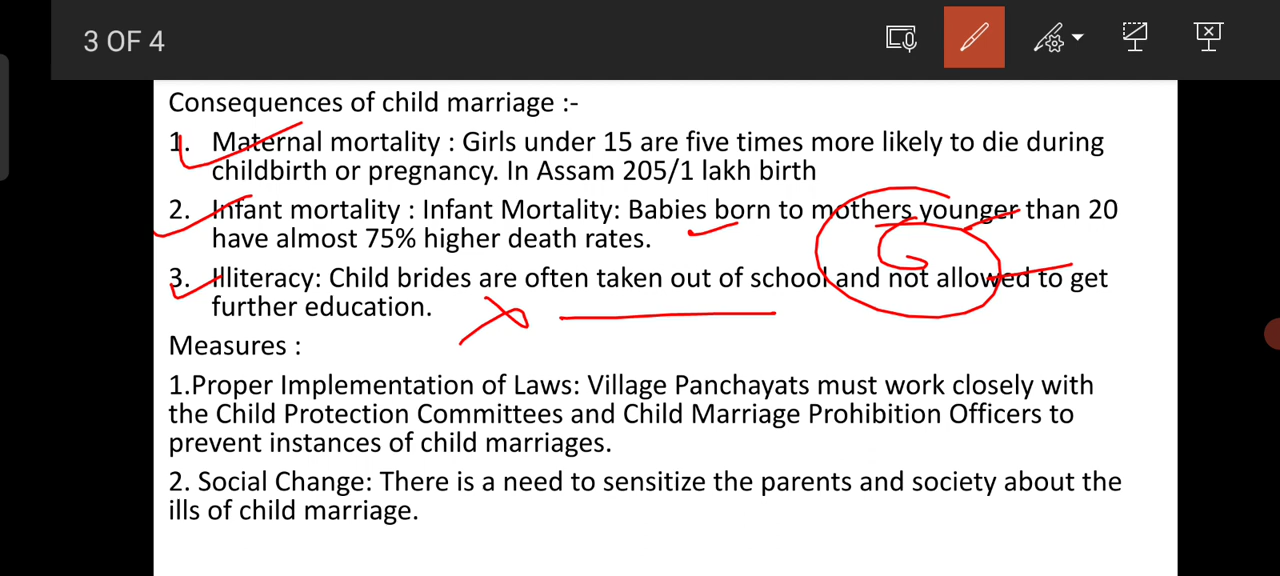 3 OF 4
Consequences of child marriage :-
1. Maternal mortality : Girls under 15 are five times more likely to die during
childbirth or pregnancy. In Assam 205/1 lakh birth
2. Infant mortality : Infant Mortality: Babies born to mothers younger than 20
have almost 75% higher death rates.
3. Illiteracy: Child brides are often taken out of school and not allowed to get
further education.
Measures :
1.Proper Implementation of Laws: Village Panchayats must work closely with
the Child Protection Committees and Child Marriage Prohibition Officers to
prevent instances of child marriages.
2. Social Change: There is a need to sensitize the parents and society about the
ills of child marriage.